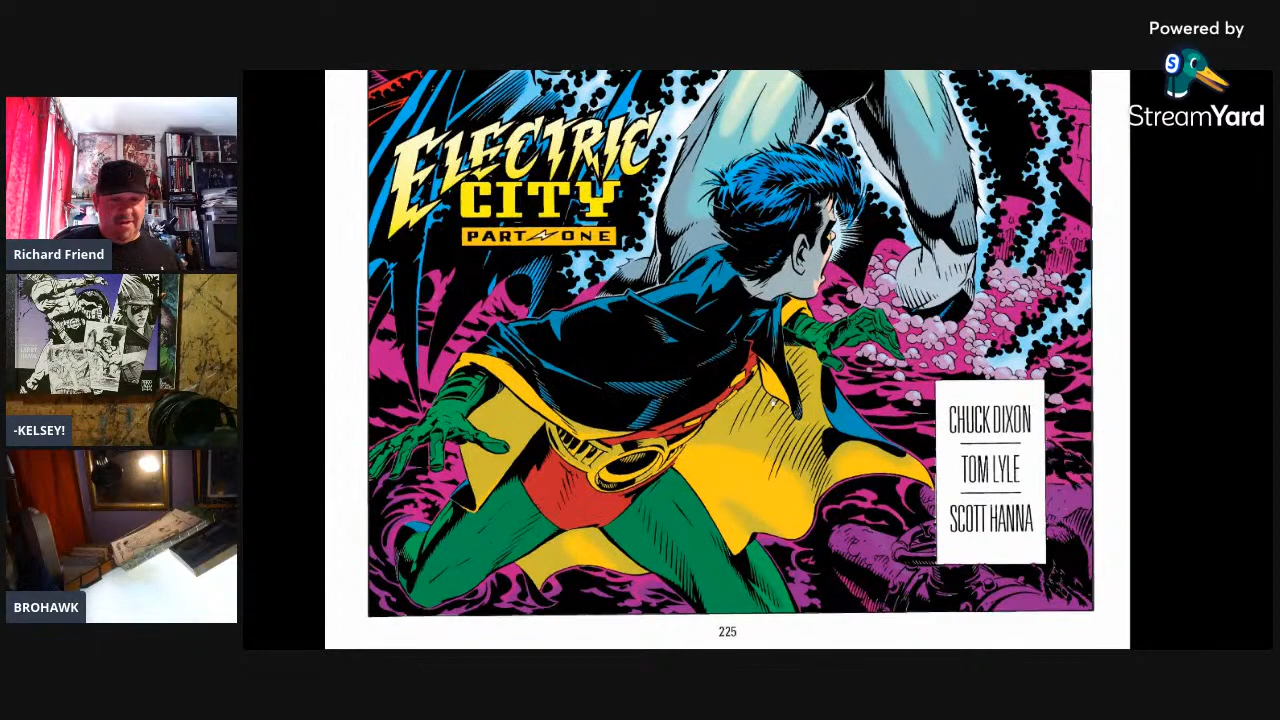 Powered by
S
StreamYard
Richard Friend
-KELSEY!
BROHAWK
ELECTRIC
CITY
PART ONE
CHUCK DIXON
TOM LYLE
SCOTT HANNA
225